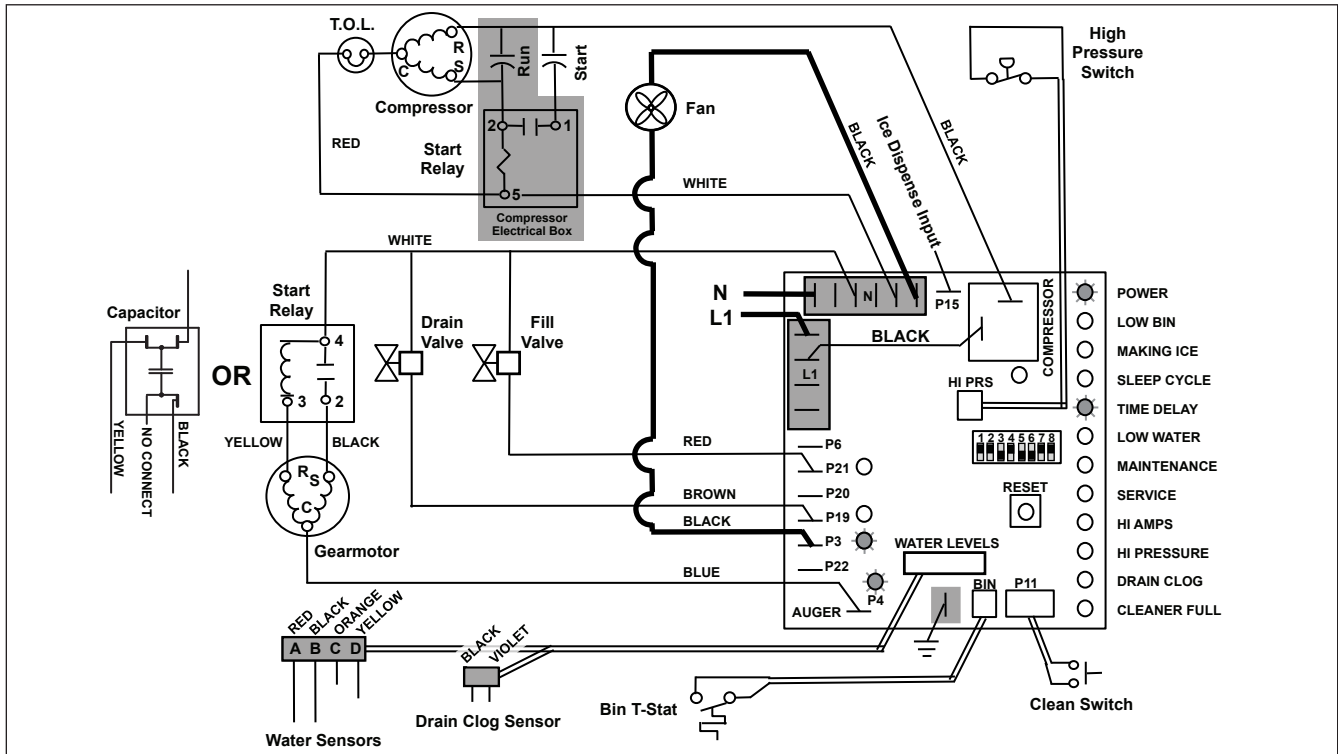 T.O.L.
R
S
C
Compressor
Run
Start
2
1
5
Start
Relay
Compressor
Electrical Box
RED
WHITE
Fan
BLACK
Ice Dispense Input
BLACK
High
Pressure
Switch
WHITE
Capacitor
YELLOW
NO CONNECT
BLACK
OR
Start
Relay
4
3
2
YELLOW
BLACK
R
S
C
Gearmotor
Drain
Valve
Fill
Valve
N
L1
N
P15
L1
BLACK
COMPRESSOR
HI PRS
POWER
LOW BIN
MAKING ICE
SLEEP CYCLE
TIME DELAY
LOW WATER
MAINTENANCE
SERVICE
HI AMPS
HI PRESSURE
DRAIN CLOG
CLEANER FULL
1 2 3 4 5 6 7 8
RESET
RED
P6
P21
P20
BROWN
P19
BLACK
P3
P22
BLUE
P4
AUGER
WATER LEVELS
BIN
P11
RED
BLACK
ORANGE
YELLOW
A B C D
Water Sensors
BLACK
VIOLET
Drain Clog Sensor
Bin T-Stat
Clean Switch